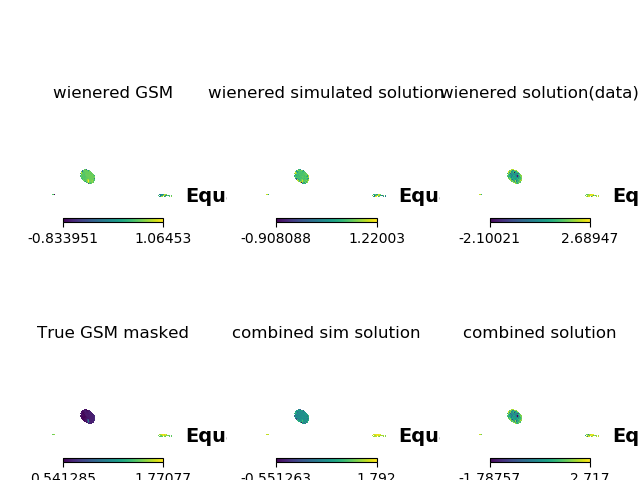 wienered GSM
wienered simulated solution
wienered solution(data)
Equ
Equ
Eq
-0.833951 1.06453
-0.908088 1.22003
-2.10021 2.68947
True GSM masked
combined sim solution
combined solution
Equ
Equ
Eq
0.541285 1.77077
-0.551263 1.792
-1.78757 2.717